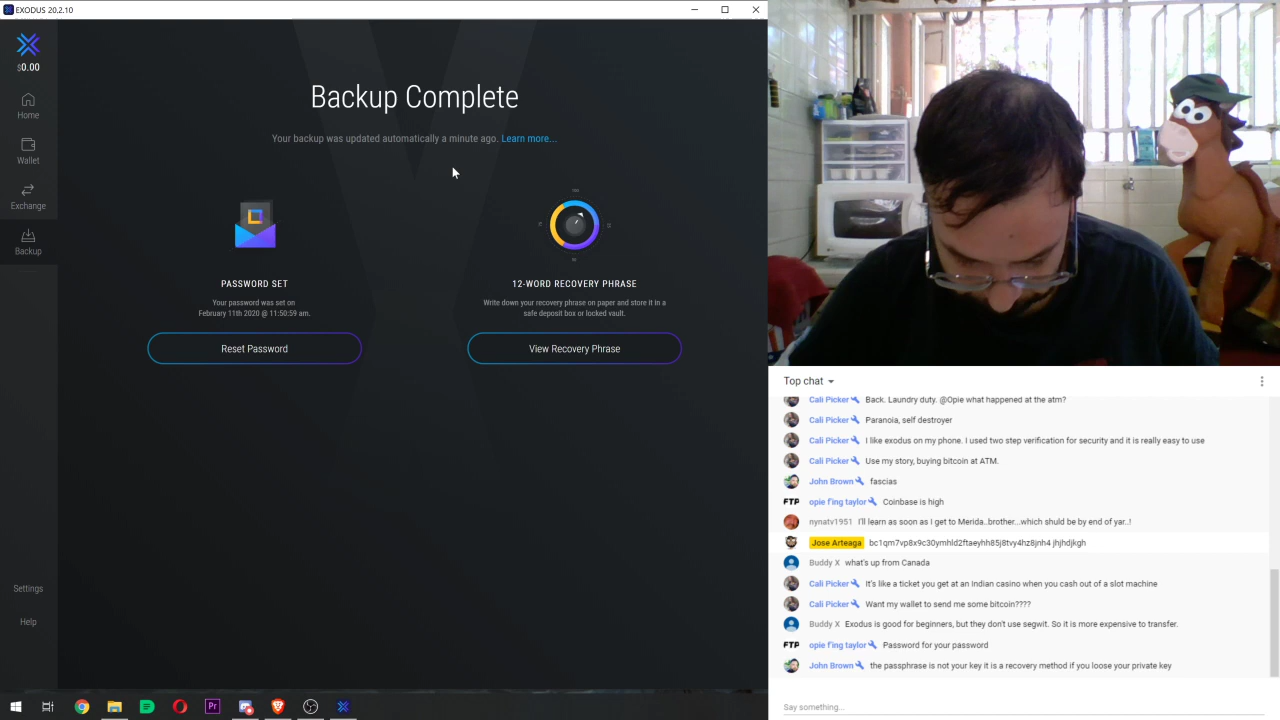 EXODUS 20.2.10
$0.00
Home
Wallet
Exchange
Backup
Settings
Help
Backup Complete
Your backup was updated automatically a minute ago. Learn more...
PASSWORD SET
Your password was set on
February 11th 2020 @ 11:50:59 am.
Reset Password
12-WORD RECOVERY PHRASE
Write down your recovery phrase on paper and store it in a
safe deposit box or locked vault.
View Recovery Phrase
Top chat
Cali Picker Back. Laundry duty. @Opie what happened at the atm?
Cali Picker Paranoia, self destroyer
Cali Picker I like exodus on my phone. I used two step verification for security and it is really easy to use
Cali Picker Use my story, buying bitcoin at ATM.
John Brown fascias
FTP opie f'ing taylor Coinbase is high
nynatv1951 I'll learn as soon as I get to Merida..brother...which shuld be by end of yar..!
Jose Arteaga bc1qm7vp8x9c30ymhld2ftaeyhh85j8tvy4hz8jnh4 jhjhdjkgh
Buddy X what's up from Canada
Cali Picker It's like a ticket you get at an Indian casino when you cash out of a slot machine
Cali Picker Want my wallet to send me some bitcoin????
Buddy X Exodus is good for beginners, but they don't use segwit. So it is more expensive to transfer.
FTP opie f'ing taylor Password for your password
John Brown the passphrase is not your key it is a recovery method if you loose your private key
Say something...
Pr